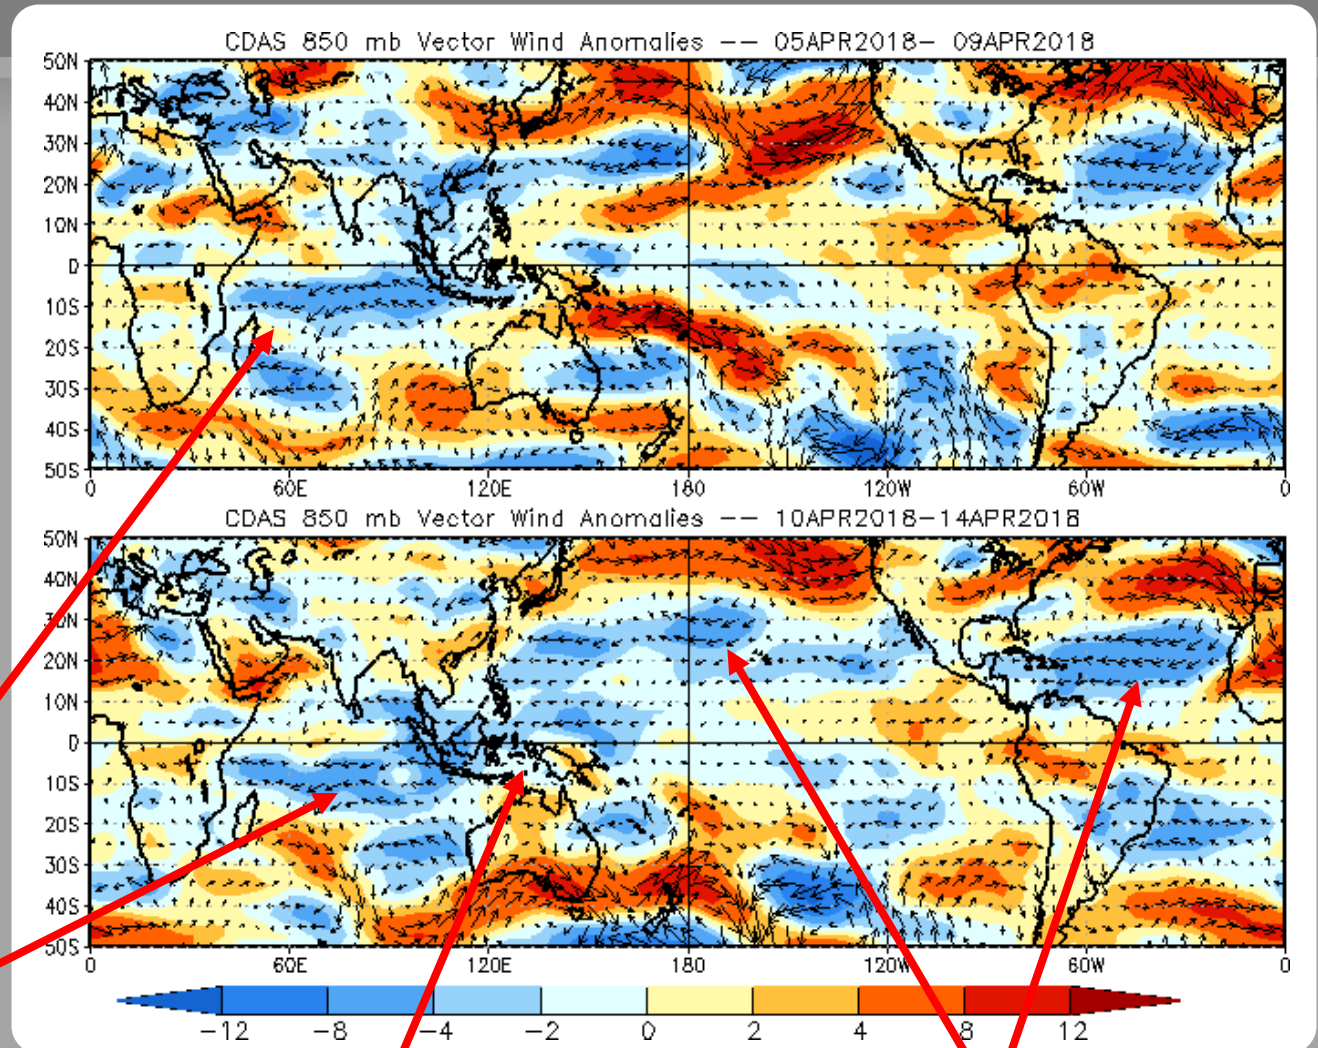 CDAS 850 mb Vector Wind Anomalies -- 05APR2018- 09APR2018
50N
40N
30N
20N
10N
0
10S
20S
30S
40S
50S
0 60E 120E 180 120W 60W 0
CDAS 850 mb Vector Wind Anomalies -- 10APR2018-14APR2018
50N
40N
30N
20N
10N
0
10S
20S
30S
40S
50S
0 60E 120E 180 120W 60W 0
-12 -8 -4 -2 0 2 4 8 12